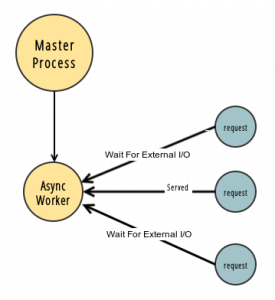 Master
Process
request
Wait For External I/O
Async
Worker
Served
request
Wait For External I/O
request